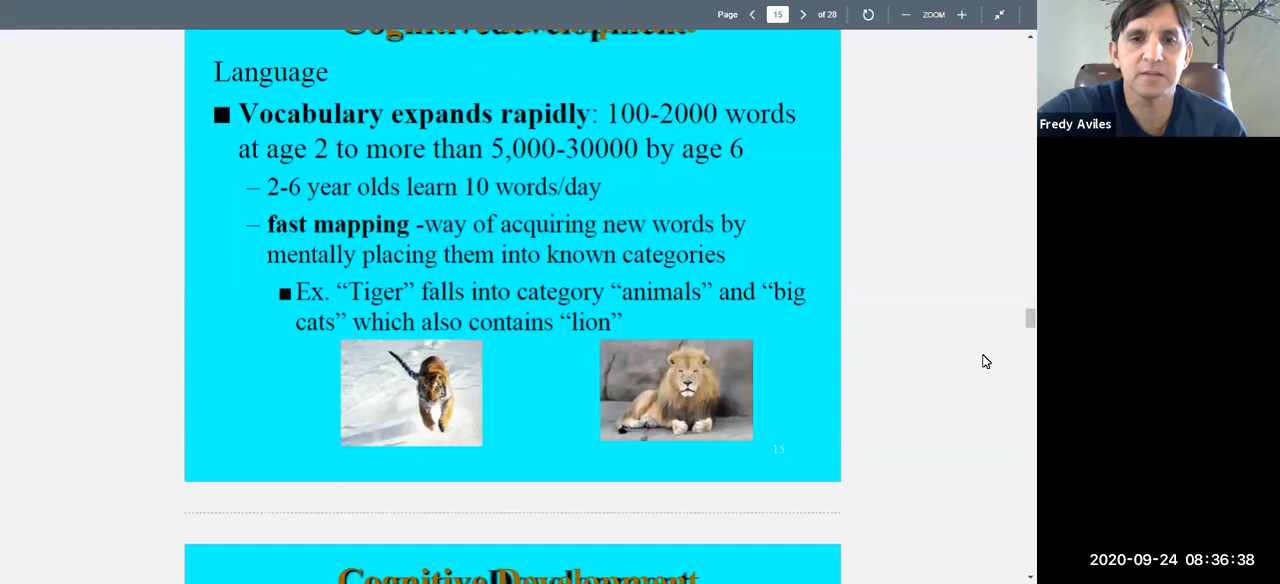 Page 15 of 28 ZOOM
Cognitive development
Language
■ Vocabulary expands rapidly: 100-2000 words
at age 2 to more than 5,000-30000 by age 6
– 2-6 year olds learn 10 words/day
– fast mapping -way of acquiring new words by
mentally placing them into known categories
■ Ex. “Tiger” falls into category “animals” and “big
cats” which also contains “lion”
15
Cognitive Development
Fredy Aviles
2020-09-24 08:36:38